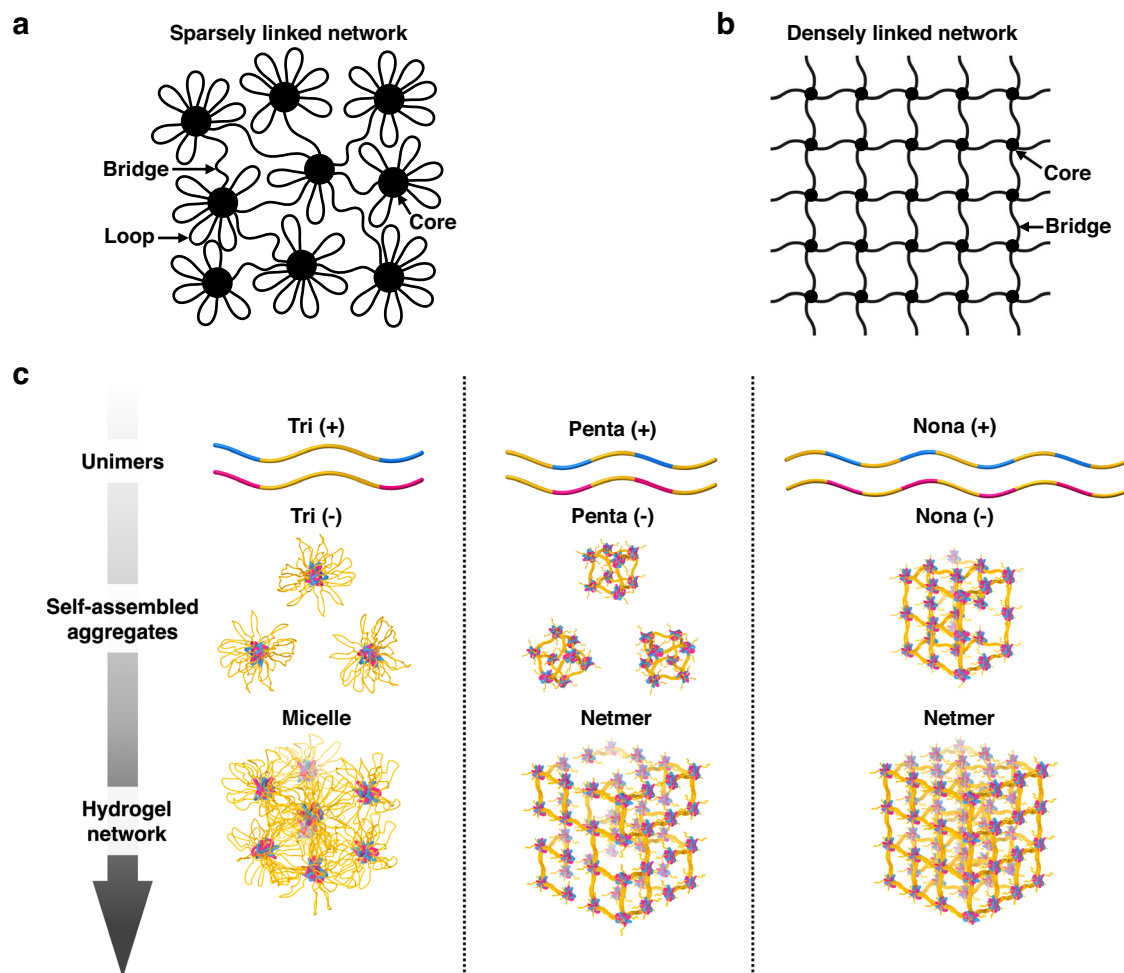 a
Sparsely linked network
Bridge
Loop
Core
b
Densely linked network
Core
Bridge
c
Unimers
Self-assembled
aggregates
Hydrogel
network
Tri (+)
Tri (-)
Micelle
Penta (+)
Penta (-)
Netmer
Nona (+)
Nona (-)
Netmer